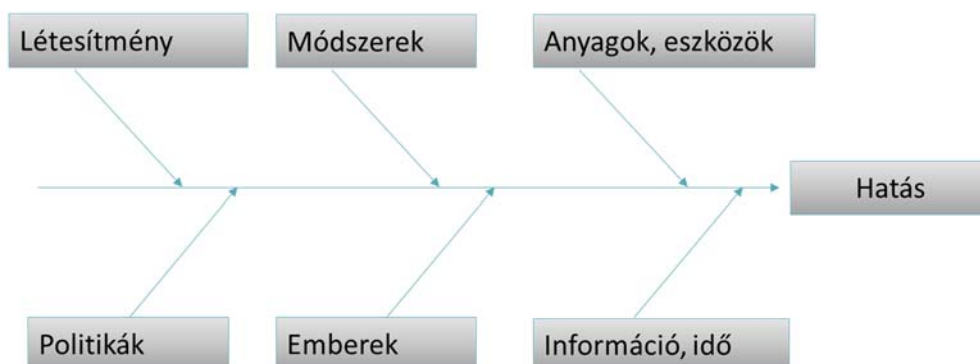 Létesítmény
Módszerek
Anyagok, eszközök
Hatás
Politikák
Emberek
Információ, idő